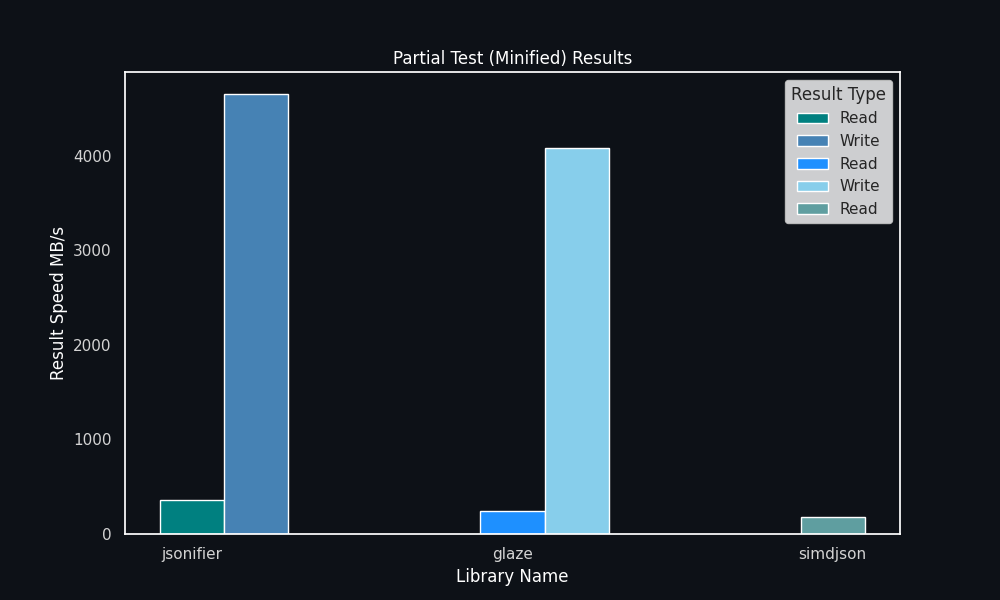 Partial Test (Minified) Results
Result Type
Read
Write
Read
Write
Read
4000
3000
2000
1000
0
Result Speed MB/s
jsonifier
glaze
simdjson
Library Name